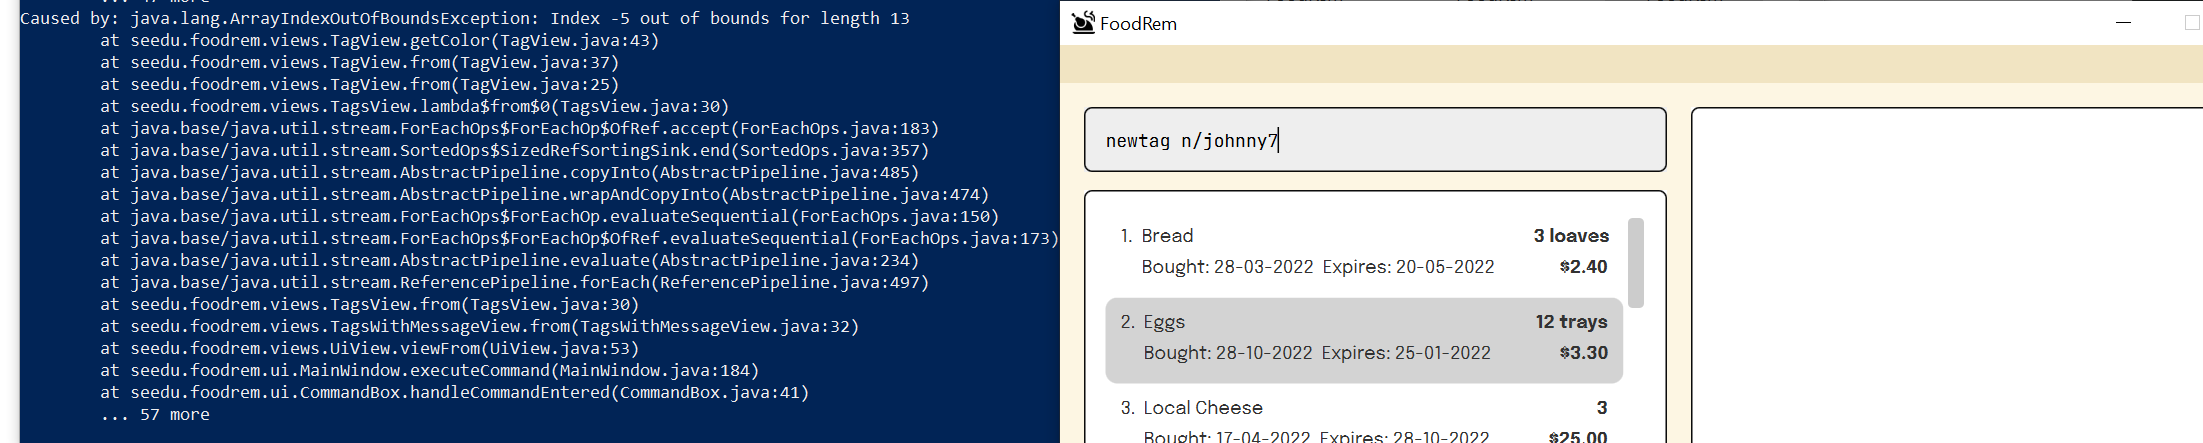 ... 47 more
Caused by: java.lang.ArrayIndexOutOfBoundsException: Index -5 out of bounds for length 13
at seedu.foodrem.views.TagView.getColor(TagView.java:43)
at seedu.foodrem.views.TagView.from(TagView.java:37)
at seedu.foodrem.views.TagView.from(TagView.java:25)
at seedu.foodrem.views.TagsView.lambda$from$0(TagsView.java:30)
at java.base/java.util.stream.ForEachOps$ForEachOp$OfRef.accept(ForEachOps.java:183)
at java.base/java.util.stream.SortedOps$SizedRefSortingSink.end(SortedOps.java:357)
at java.base/java.util.stream.AbstractPipeline.copyInto(AbstractPipeline.java:485)
at java.base/java.util.stream.AbstractPipeline.wrapAndCopyInto(AbstractPipeline.java:474)
at java.base/java.util.stream.ForEachOps$ForEachOp.evaluateSequential(ForEachOps.java:150)
at java.base/java.util.stream.ForEachOps$ForEachOp$OfRef.evaluateSequential(ForEachOps.java:173)
at java.base/java.util.stream.AbstractPipeline.evaluate(AbstractPipeline.java:234)
at java.base/java.util.stream.ReferencePipeline.forEach(ReferencePipeline.java:497)
at seedu.foodrem.views.TagsView.from(TagsView.java:30)
at seedu.foodrem.views.TagsWithMessageView.from(TagsWithMessageView.java:32)
at seedu.foodrem.views.UiView.viewFrom(UiView.java:53)
at seedu.foodrem.ui.MainWindow.executeCommand(MainWindow.java:184)
at seedu.foodrem.ui.CommandBox.handleCommandEntered(CommandBox.java:41)
... 57 more
FoodRem
newtag n/johnny7
1. Bread 3 loaves
Bought: 28-03-2022 Expires: 20-05-2022 $2.40
2. Eggs 12 trays
Bought: 28-10-2022 Expires: 25-01-2022 $3.30
3. Local Cheese 3
Bought: 17-04-2022 Expires: 28-10-2022 $25.00